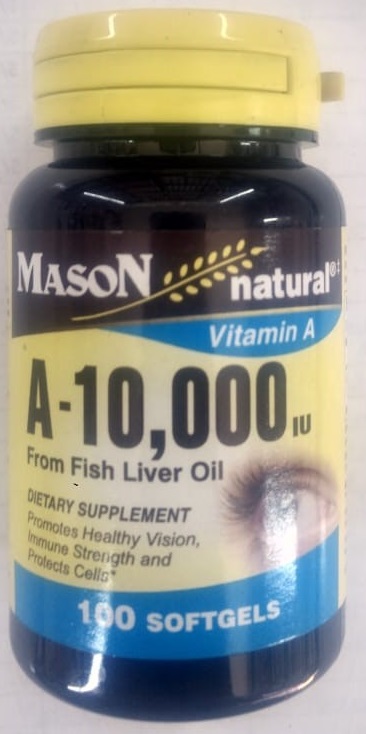 MASON natural®‡
Vitamin A
A-10,000 IU
From Fish Liver Oil
DIETARY SUPPLEMENT
Promotes Healthy Vision,
Immune Strength and
Protects Cells*
100 SOFTGELS